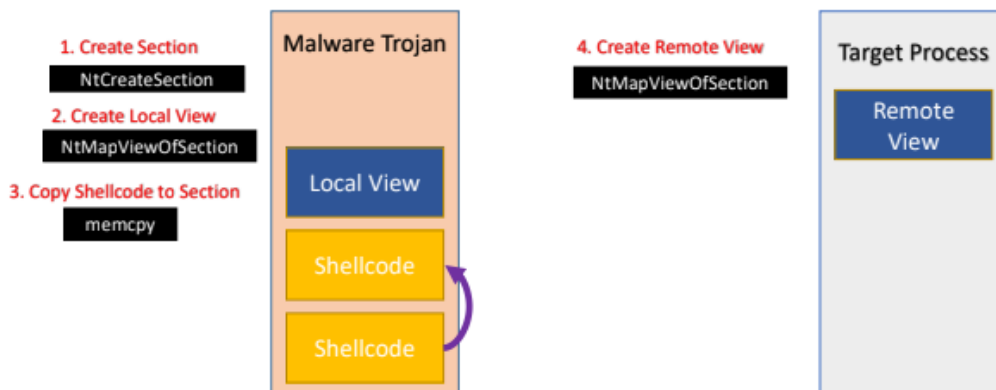 1. Create Section
NtCreateSection
2. Create Local View
NtMapViewOfSection
3. Copy Shellcode to Section
memcpy
Malware Trojan
Local View
Shellcode
Shellcode
4. Create Remote View
NtMapViewOfSection
Target Process
Remote
View